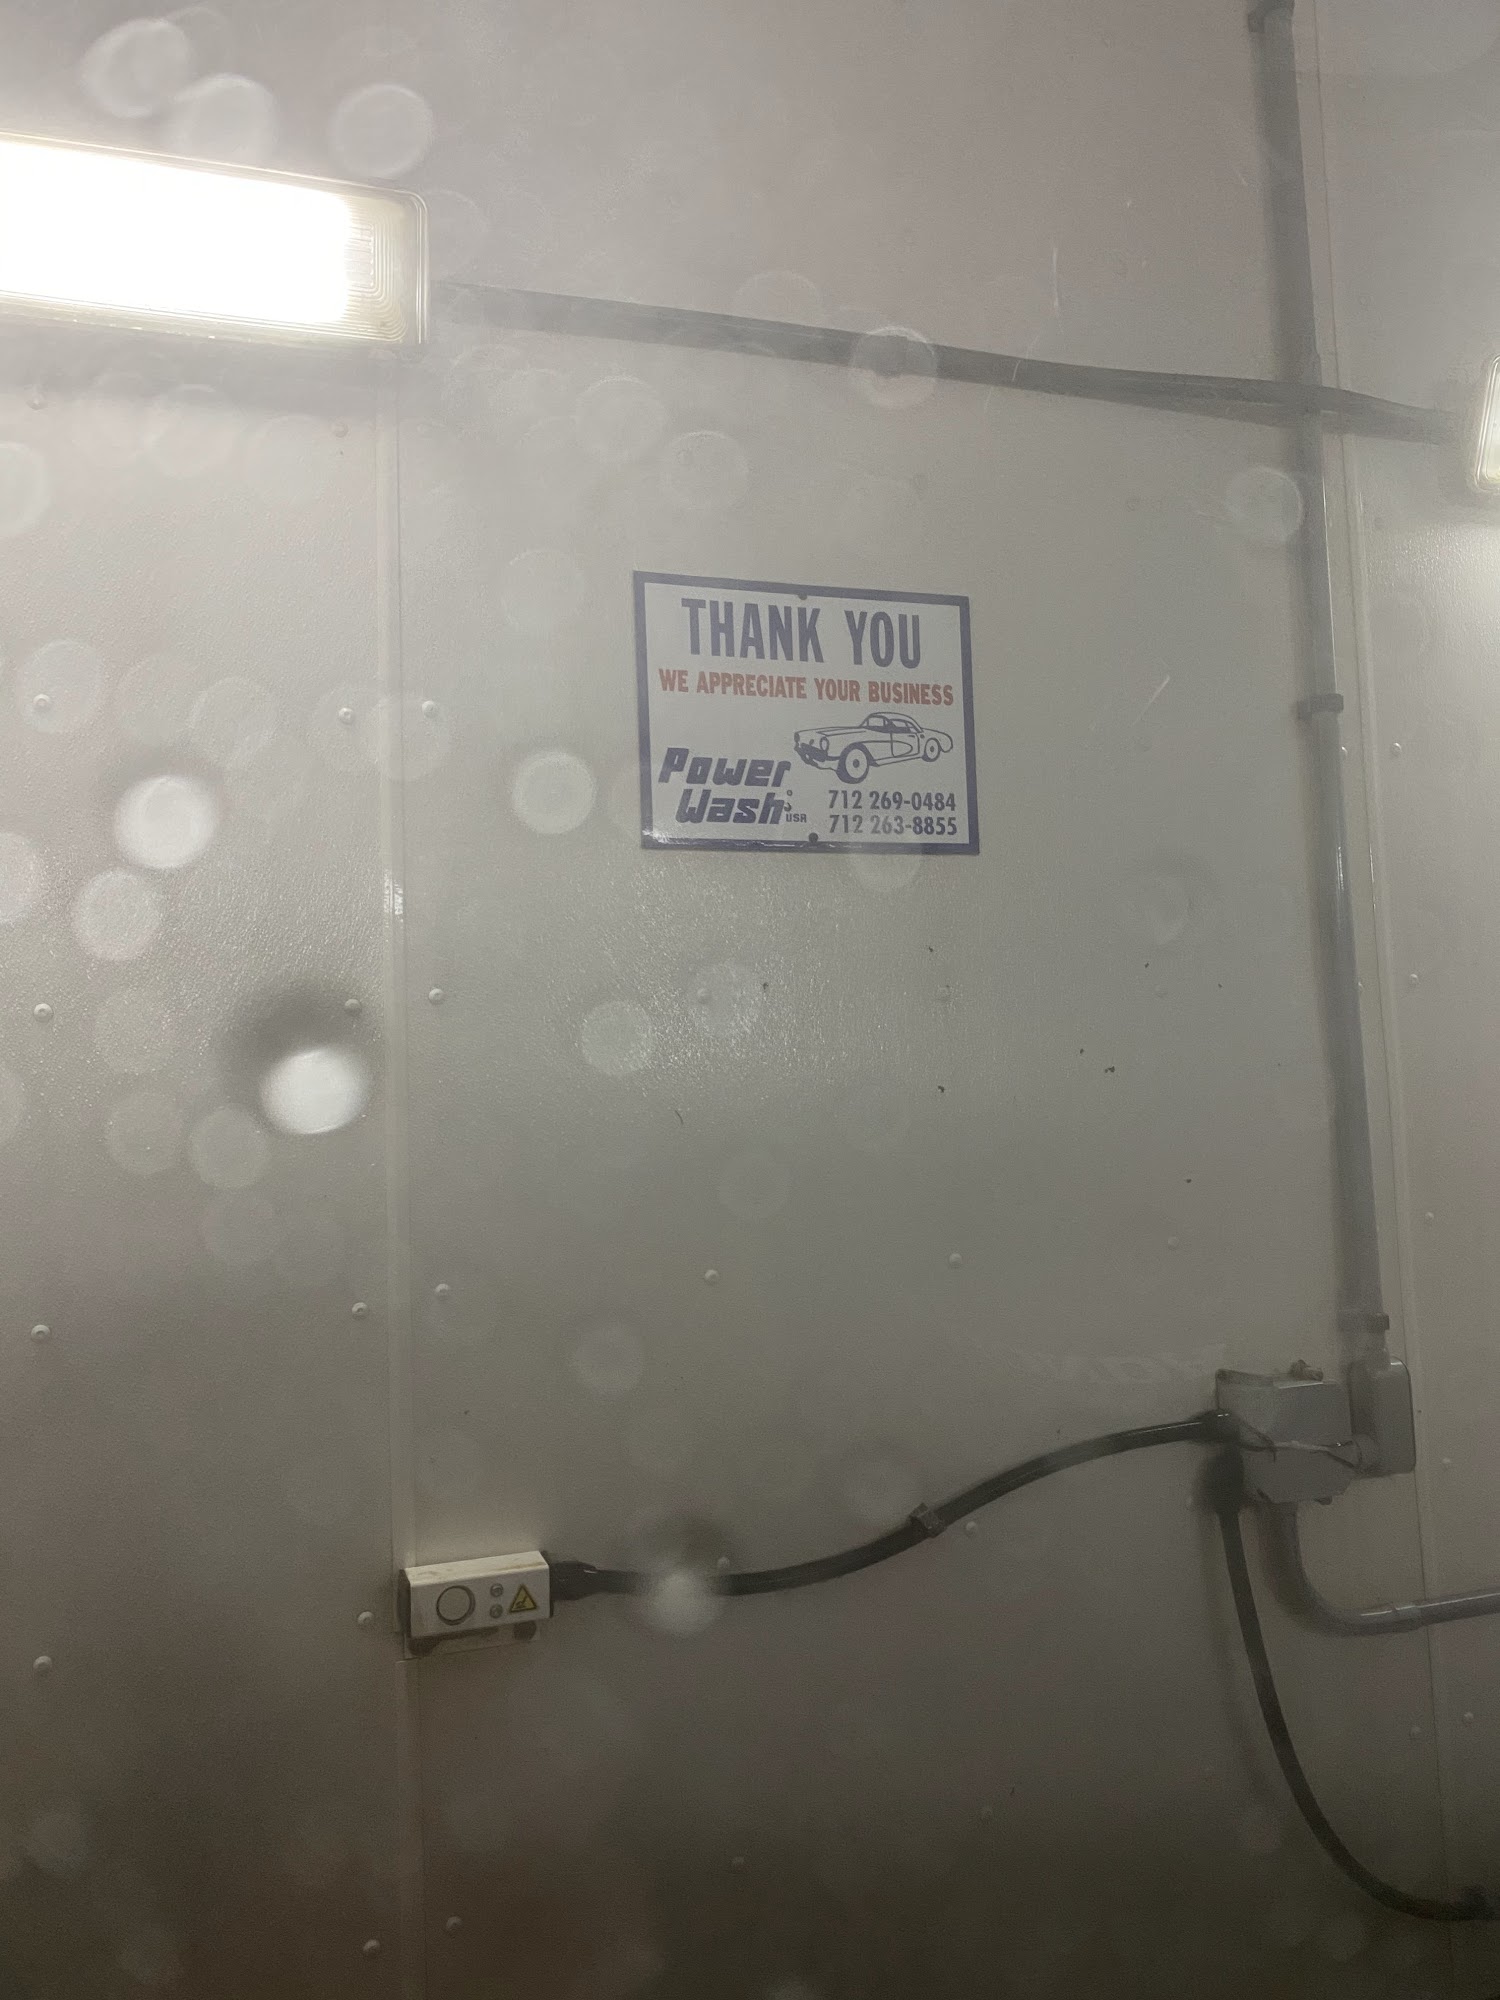 THANK YOU
WE APPRECIATE YOUR BUSINESS
Power
Wash USA
712 269-0484
712 263-8855